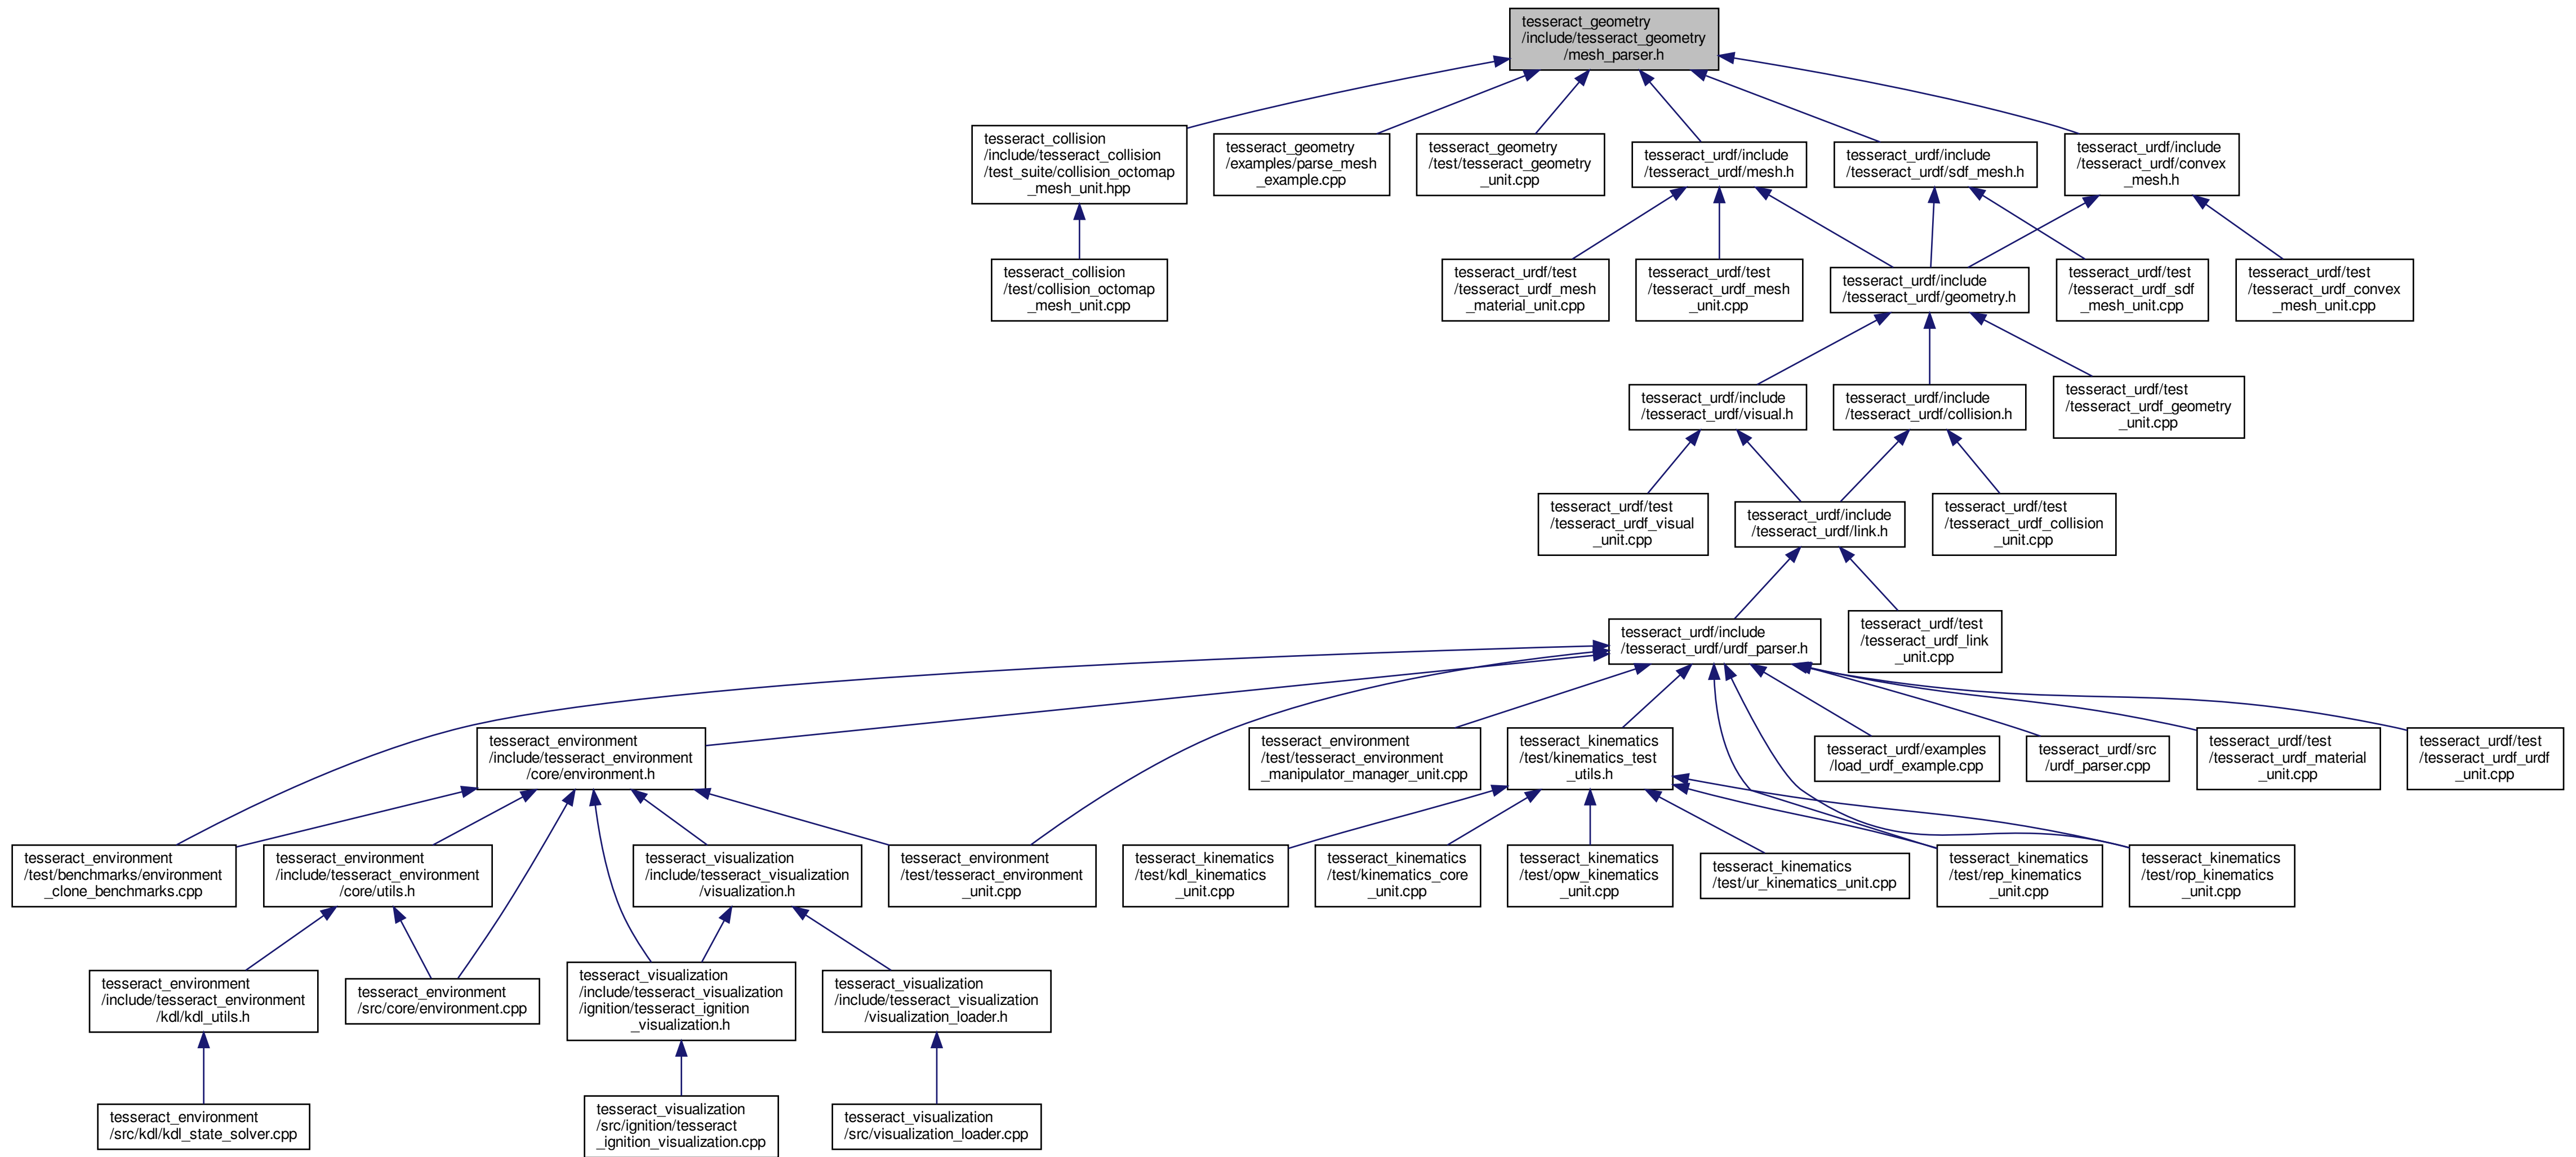 tesseract_geometry
/include/tesseract_geometry
/mesh_parser.h
tesseract_collision
/include/tesseract_collision
/test_suite/collision_octomap
_mesh_unit.hpp
tesseract_geometry
/examples/parse_mesh
_example.cpp
tesseract_geometry
/test/tesseract_geometry
_unit.cpp
tesseract_urdf/include
/tesseract_urdf/mesh.h
tesseract_urdf/include
/tesseract_urdf/sdf_mesh.h
tesseract_urdf/include
/tesseract_urdf/convex
_mesh.h
tesseract_collision
/test/collision_octomap
_mesh_unit.cpp
tesseract_urdf/test
/tesseract_urdf_mesh
_material_unit.cpp
tesseract_urdf/test
/tesseract_urdf_mesh
_unit.cpp
tesseract_urdf/include
/tesseract_urdf/geometry.h
tesseract_urdf/test
/tesseract_urdf_sdf
_mesh_unit.cpp
tesseract_urdf/test
/tesseract_urdf_convex
_mesh_unit.cpp
tesseract_urdf/include
/tesseract_urdf/visual.h
tesseract_urdf/include
/tesseract_urdf/collision.h
tesseract_urdf/test
/tesseract_urdf_geometry
_unit.cpp
tesseract_urdf/test
/tesseract_urdf_visual
_unit.cpp
tesseract_urdf/include
/tesseract_urdf/link.h
tesseract_urdf/test
/tesseract_urdf_collision
_unit.cpp
tesseract_urdf/include
/tesseract_urdf/urdf_parser.h
tesseract_urdf/test
/tesseract_urdf_link
_unit.cpp
tesseract_environment
/include/tesseract_environment
/core/environment.h
tesseract_environment
/test/tesseract_environment
_manipulator_manager_unit.cpp
tesseract_kinematics
/test/kinematics_test
_utils.h
tesseract_urdf/examples
/load_urdf_example.cpp
tesseract_urdf/src
/urdf_parser.cpp
tesseract_urdf/test
/tesseract_urdf_material
_unit.cpp
tesseract_urdf/test
/tesseract_urdf_urdf
_unit.cpp
tesseract_environment
/test/benchmarks/environment
_clone_benchmarks.cpp
tesseract_environment
/include/tesseract_environment
/core/utils.h
tesseract_visualization
/include/tesseract_visualization
/visualization.h
tesseract_environment
/test/tesseract_environment
_unit.cpp
tesseract_kinematics
/test/kdl_kinematics
_unit.cpp
tesseract_kinematics
/test/kinematics_core
_unit.cpp
tesseract_kinematics
/test/opw_kinematics
_unit.cpp
tesseract_kinematics
/test/ur_kinematics_unit.cpp
tesseract_kinematics
/test/rep_kinematics
_unit.cpp
tesseract_kinematics
/test/rop_kinematics
_unit.cpp
tesseract_environment
/include/tesseract_environment
/kdl/kdl_utils.h
tesseract_environment
/src/core/environment.cpp
tesseract_visualization
/include/tesseract_visualization
/ignition/tesseract_ignition
_visualization.h
tesseract_visualization
/include/tesseract_visualization
/visualization_loader.h
tesseract_environment
/src/kdl/kdl_state_solver.cpp
tesseract_visualization
/src/ignition/tesseract
_ignition_visualization.cpp
tesseract_visualization
/src/visualization_loader.cpp